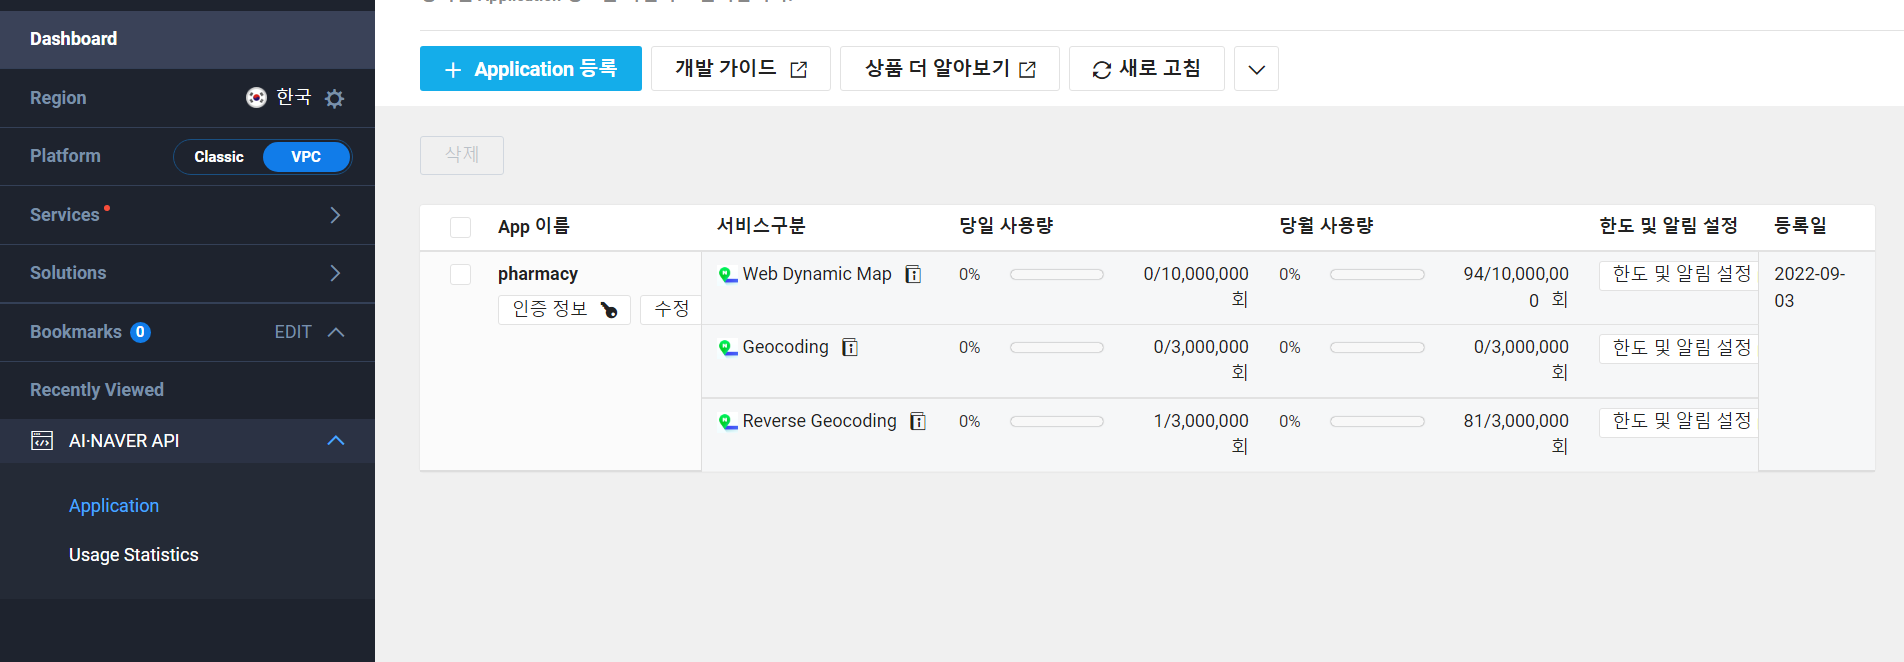 Dashboard
Region 한국
Platform Classic VPC
Services
Solutions
Bookmarks 0 EDIT
Recently Viewed
AI·NAVER API
Application
Usage Statistics
+ Application 등록 개발 가이드 상품 더 알아보기 새로 고침
삭제
App 이름 서비스구분 당일 사용량 당월 사용량 한도 및 알림 설정 등록일
pharmacy
인증 정보 수정
Web Dynamic Map 0% 0/10,000,000
회
0% 94/10,000,00
0 회
한도 및 알림 설정
2022-09-
03
Geocoding 0% 0/3,000,000
회
0% 0/3,000,000
회
한도 및 알림 설정
Reverse Geocoding 0% 1/3,000,000
회
0% 81/3,000,000
회
한도 및 알림 설정